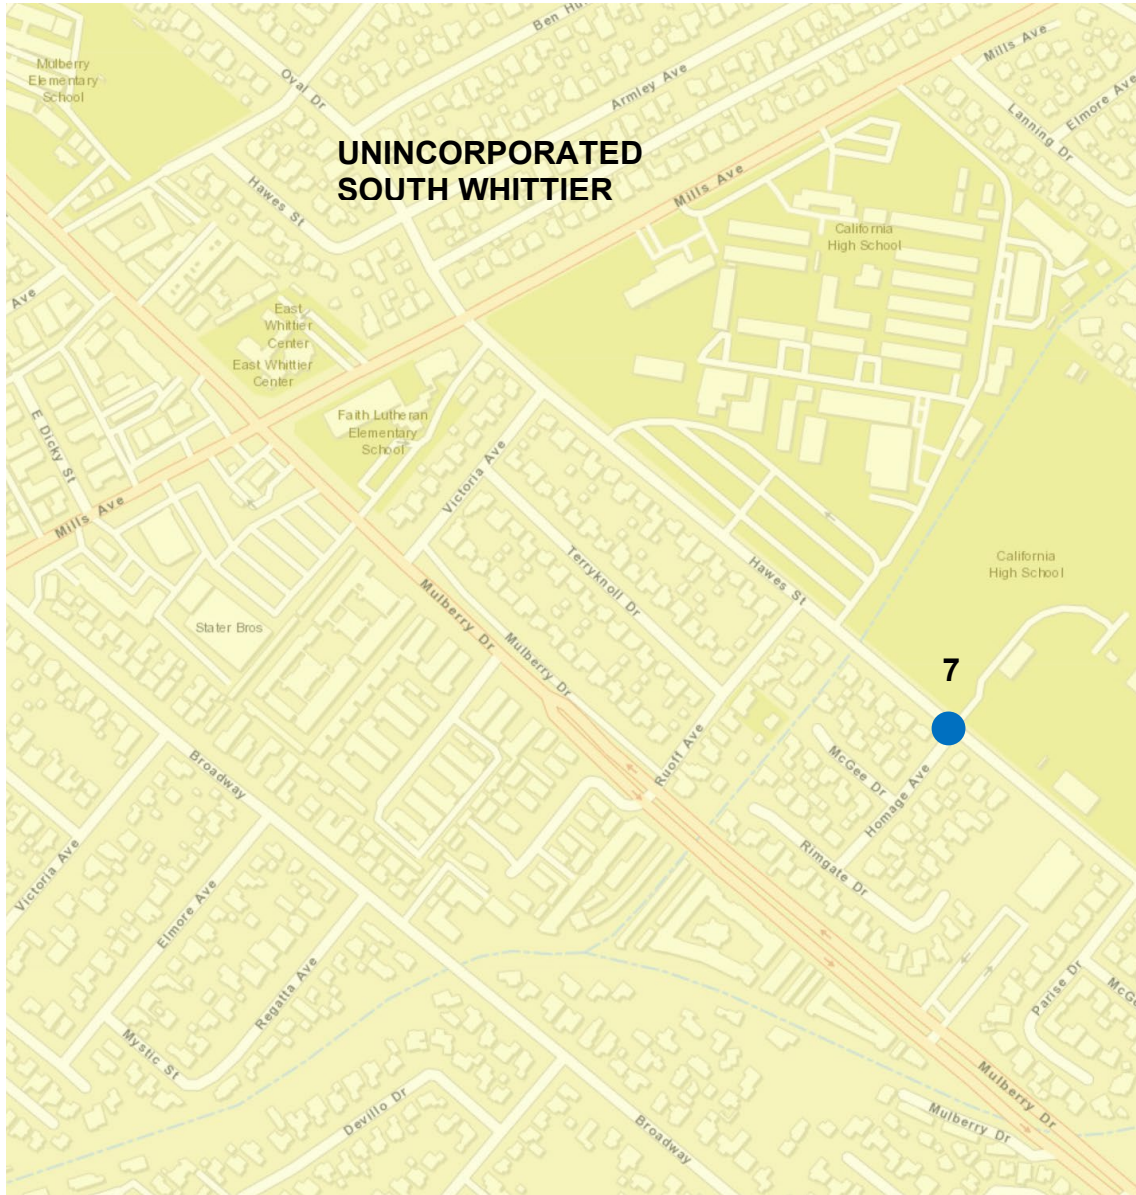 Ben Hu
Mulberry
Elementary
School
Oval Dr
Armley Ave
Mills Ave
Elmore Ave
Lanning Dr
UNINCORPORATED
SOUTH WHITTIER
Hawes St
Mills Ave
California
High School
Ave
East
Whittier
Center
East Whittier
Center
Faith Lutheran
Elementary
School
E Dicky St
Victoria Ave
Mills Ave
Terryknoll Dr
Hawes St
California
High School
Mulberry Dr
Stater Bros
Mulberry Dr
7
Ruoff Ave
McGee Dr
Homage Ave
Broadway
Rimgate Dr
Victoria Ave
Elmore Ave
Regatta Ave
Parise Dr
McG
Mystic St
Mulberry Dr
Devillo Dr
Broadway
Mulberry Dr